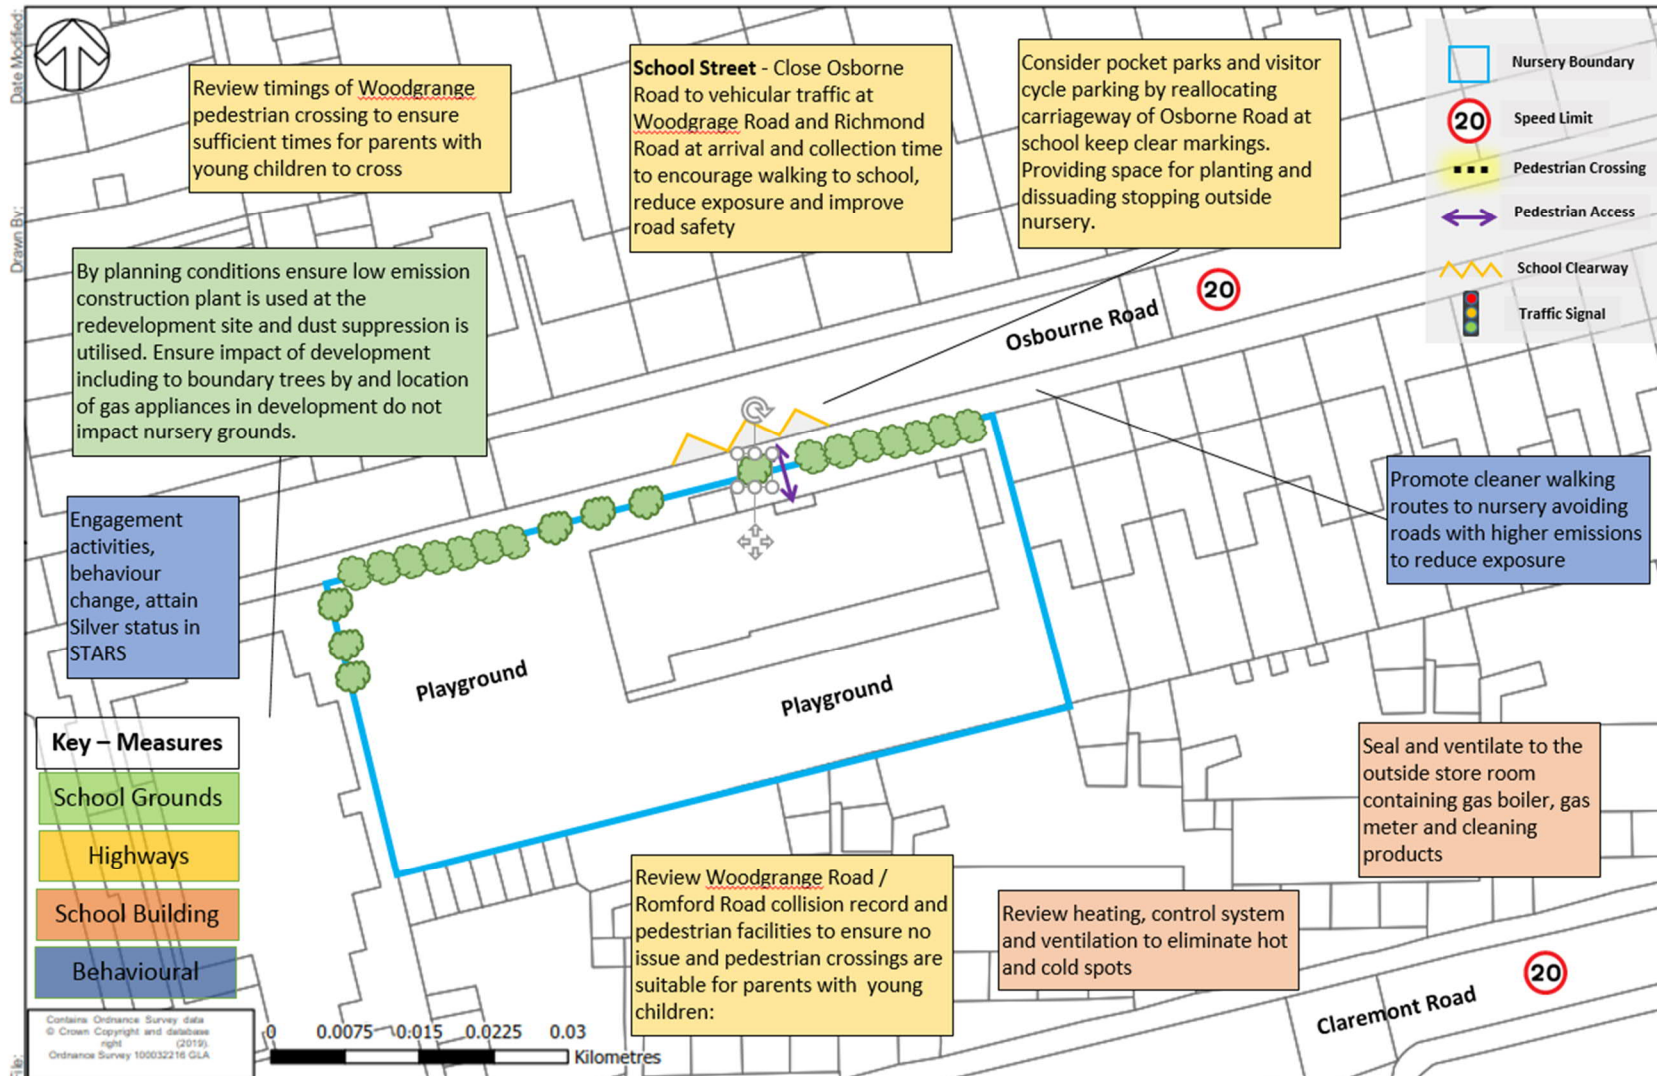 Date Modified:
Drawn By:
File:
Review timings of Woodgrange
pedestrian crossing to ensure
sufficient times for parents with
young children to cross
School Street - Close Osborne
Road to vehicular traffic at
Woodgrage Road and Richmond
Road at arrival and collection time
to encourage walking to school,
reduce exposure and improve
road safety
Consider pocket parks and visitor
cycle parking by reallocating
carriageway of Osborne Road at
school keep clear markings.
Providing space for planting and
dissuading stopping outside
nursery.
Nursery Boundary
20
Speed Limit
Pedestrian Crossing
Pedestrian Access
School Clearway
Traffic Signal
By planning conditions ensure low emission
construction plant is used at the
redevelopment site and dust suppression is
utilised. Ensure impact of development
including to boundary trees by and location
of gas appliances in development do not
impact nursery grounds.
20
Osbourne Road
Engagement
activities,
behaviour
change, attain
Silver status in
STARS
Promote cleaner walking
routes to nursery avoiding
roads with higher emissions
to reduce exposure
Playground
Playground
Key – Measures
School Grounds
Highways
School Building
Behavioural
Seal and ventilate to the
outside store room
containing gas boiler, gas
meter and cleaning
products
Review Woodgrange Road /
Romford Road collision record and
pedestrian facilities to ensure no
issue and pedestrian crossings are
suitable for parents with  young
children:
Review heating, control system
and ventilation to eliminate hot
and cold spots
20
Claremont Road
Contains Ordnance Survey data
© Crown Copyright and database
right (2019).
Ordnance Survey 100032216 GLA
0 0.0075 0.015 0.0225 0.03
Kilometres